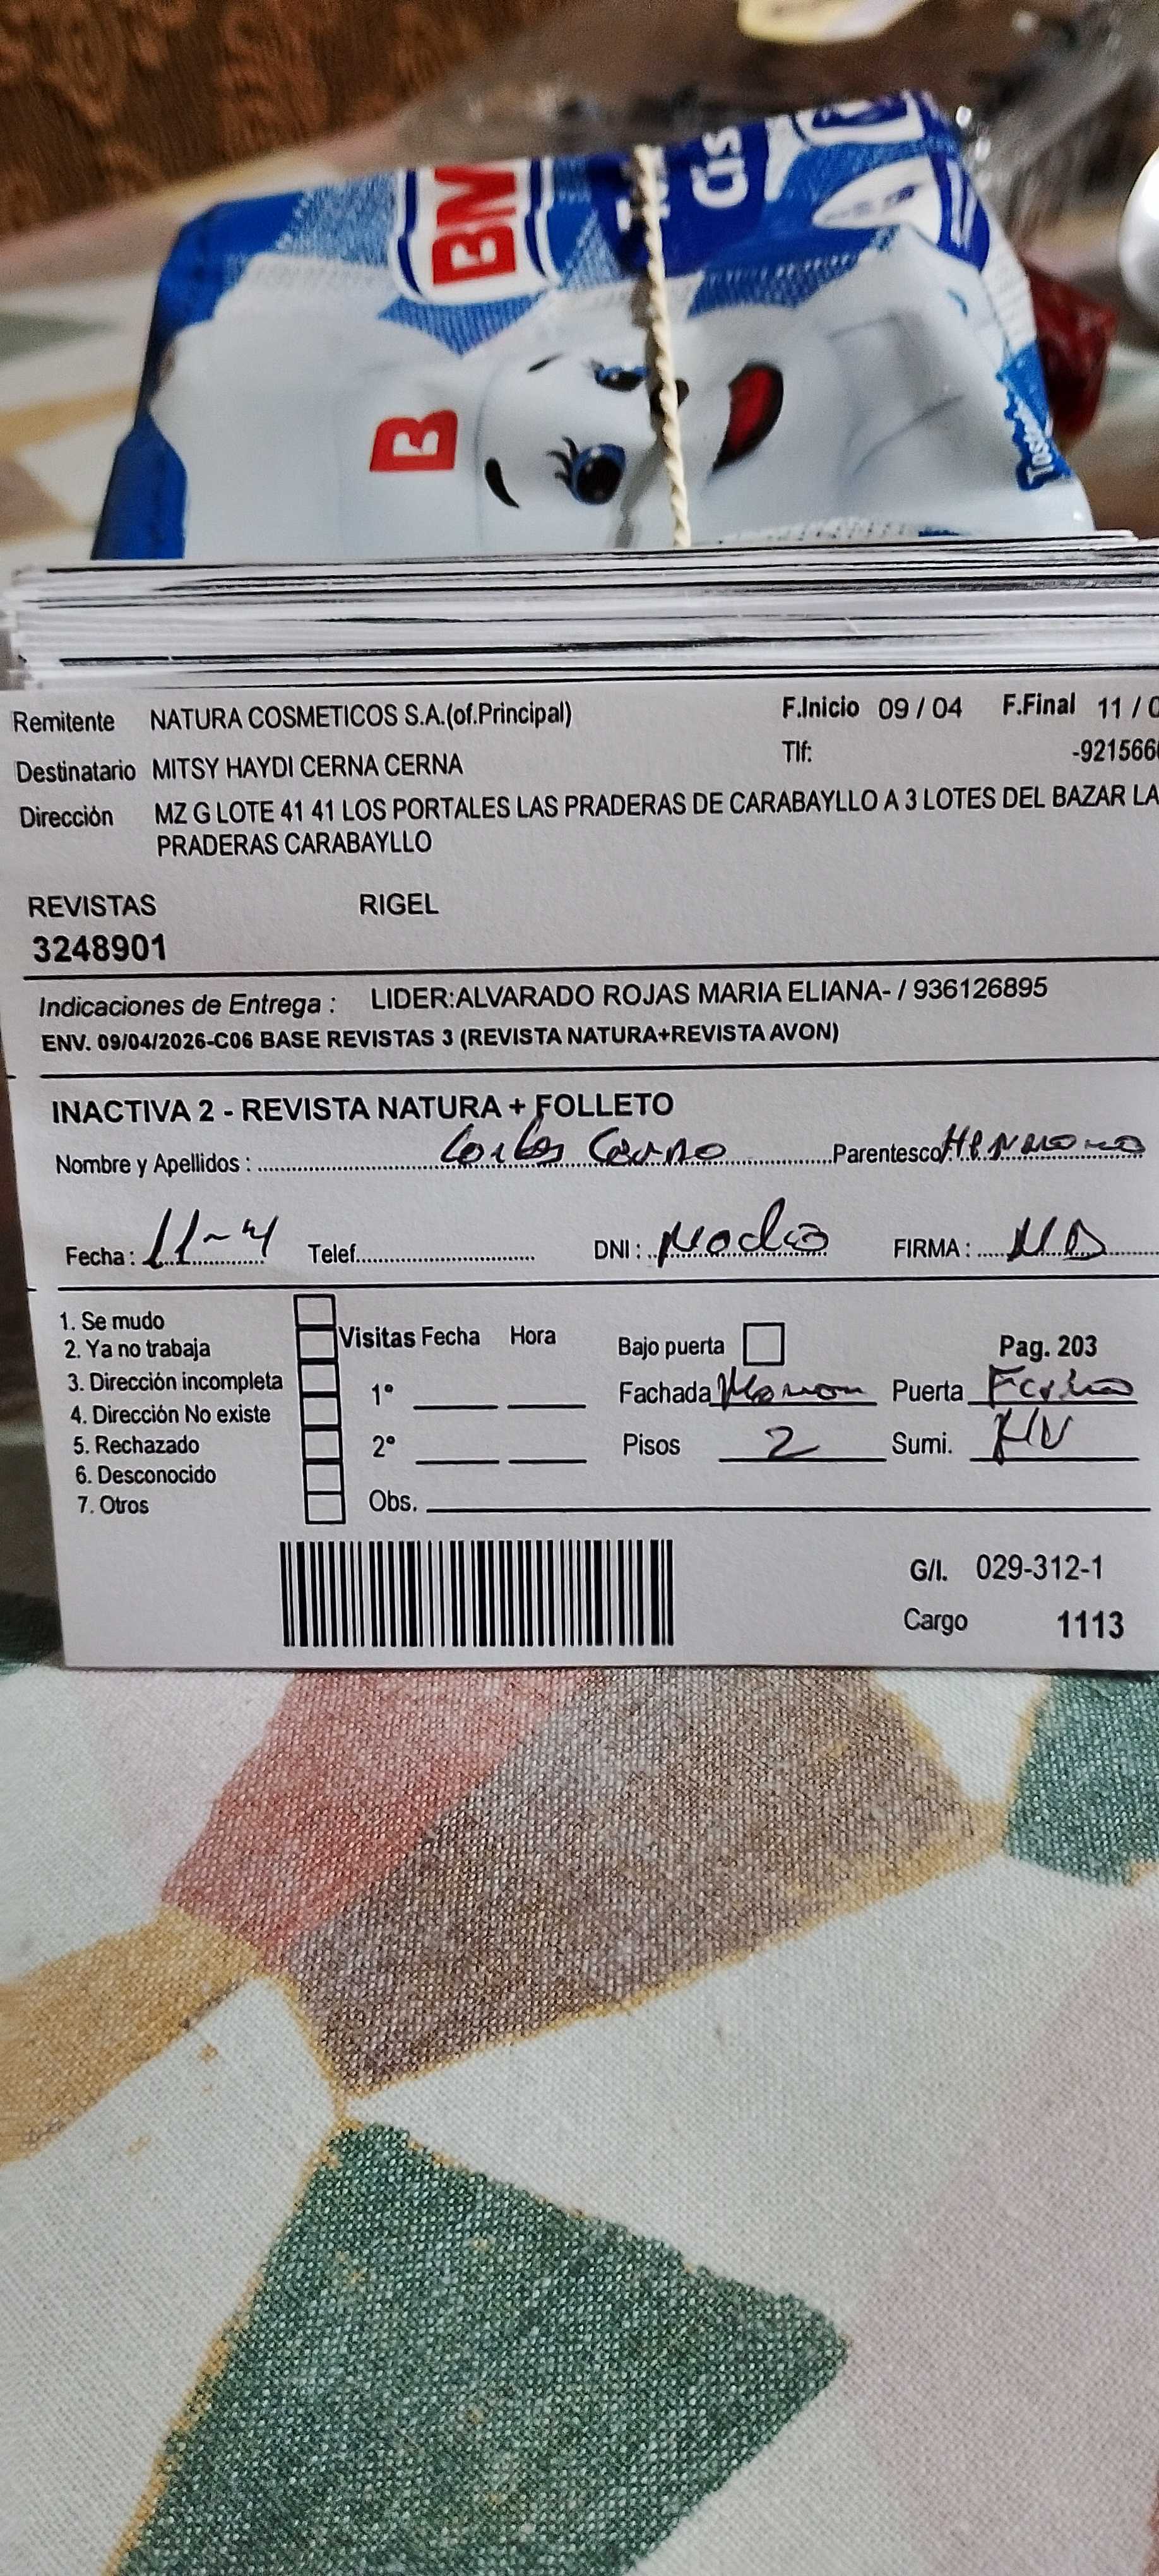 BM
Cis
B
Remitente NATURA COSMETICOS S.A.(of.Principal) F.Inicio 09 / 04 F.Final 11 / 0
Destinatario MITSY HAYDI CERNA CERNA Tlf: -921566
Dirección MZ G LOTE 41 41 LOS PORTALES LAS PRADERAS DE CARABAYLLO A 3 LOTES DEL BAZAR LA
PRADERAS CARABAYLLO
REVISTAS RIGEL
3248901
Indicaciones de Entrega : LIDER:ALVARADO ROJAS MARIA ELIANA- / 936126895
ENV. 09/04/2026-C06 BASE REVISTAS 3 (REVISTA NATURA+REVISTA AVON)
INACTIVA 2 - REVISTA NATURA + FOLLETO
Nombre y Apellidos : Carlos Cerna Parentesco Hermano
Fecha : 11-4 Telef. DNI : FIRMA :
1. Se mudo
2. Ya no trabaja Visitas Fecha Hora Bajo puerta Pag. 203
3. Dirección incompleta 1° Fachada Puerta
4. Dirección No existe
5. Rechazado 2° Pisos 2 Sumi.
6. Desconocido
7. Otros Obs.
G/I. 029-312-1
Cargo 1113